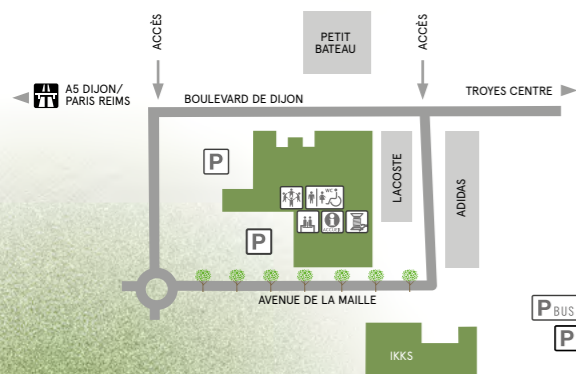 ACCÈS
PETIT
BATEAU
ACCÈS
A5 DIJON/
PARIS REIMS
BOULEVARD DE DIJON
TROYES CENTRE
P
WC
LACOSTE
ADIDAS
ACCUEIL
P
AVENUE DE LA MAILLE
P BUS
P
IKKS